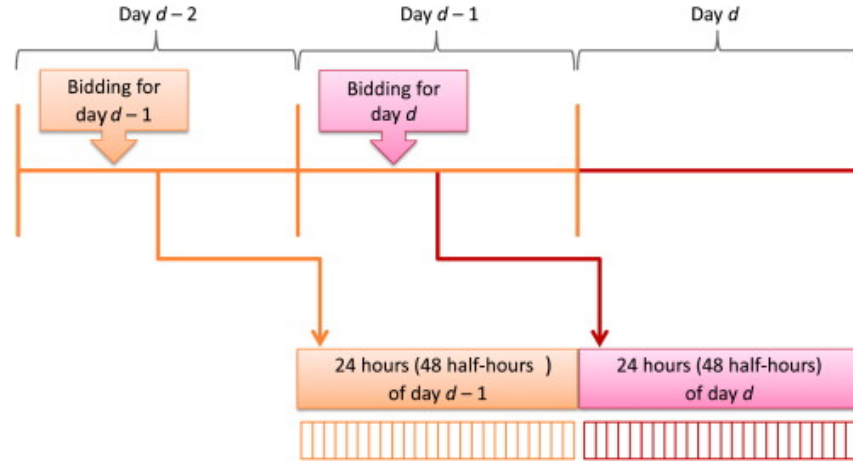 Day d – 2
Day d – 1
Day d
Bidding for
day d – 1
Bidding for
day d
24 hours (48 half-hours )
of day d – 1
24 hours (48 half-hours)
of day d